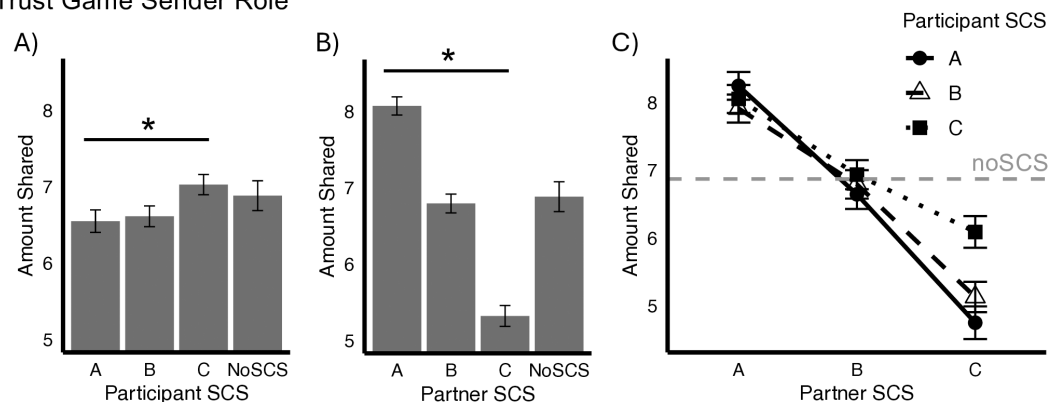 Trust Game Sender Role
A)
*
Amount Shared
8
7
6
5
A B C NoSCS
Participant SCS
B)
*
Amount Shared
8
7
6
5
A B C NoSCS
Partner SCS
C)
Participant SCS
A
B
C
noSCS
Amount Shared
8
7
6
5
A B C
Partner SCS